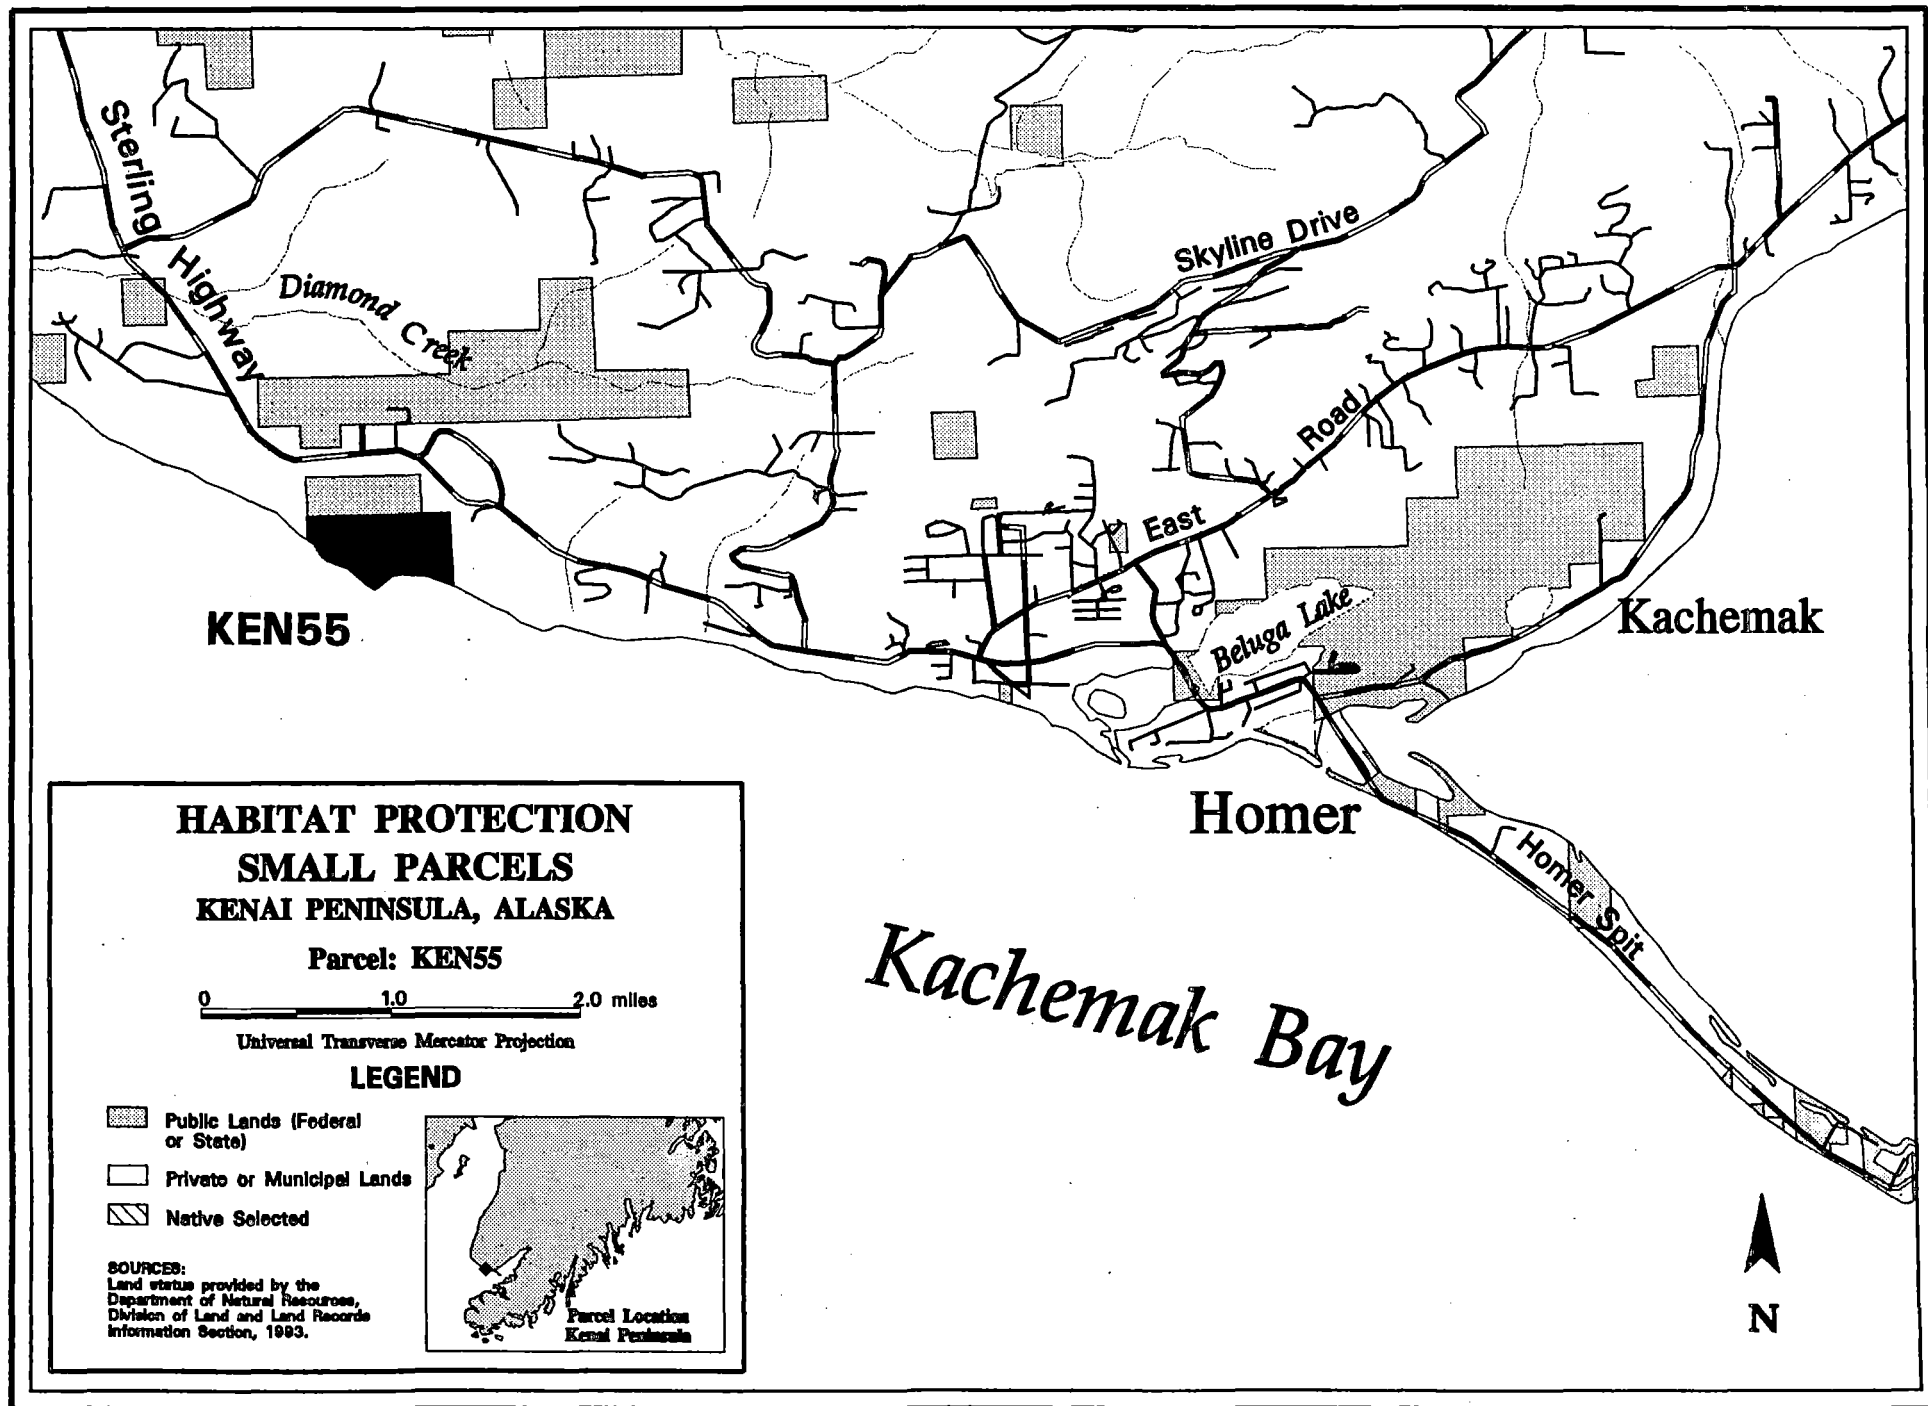 Sterling
Highway
Diamond Creek
Skyline Drive
East Road
Beluga Lake
Kachemak
KEN55
Homer
Homer Spit
Kachemak Bay
HABITAT PROTECTION
SMALL PARCELS
KENAI PENINSULA, ALASKA
Parcel: KEN55
0 1.0 2.0 miles
Universal Transverse Mercator Projection
LEGEND
Public Lands (Federal
or State)
Private or Municipal Lands
Native Selected
SOURCES:
Land status provided by the
Department of Natural Resources,
Division of Land and Land Records
Information Section, 1993.
Parcel Location
Kenai Peninsula
N